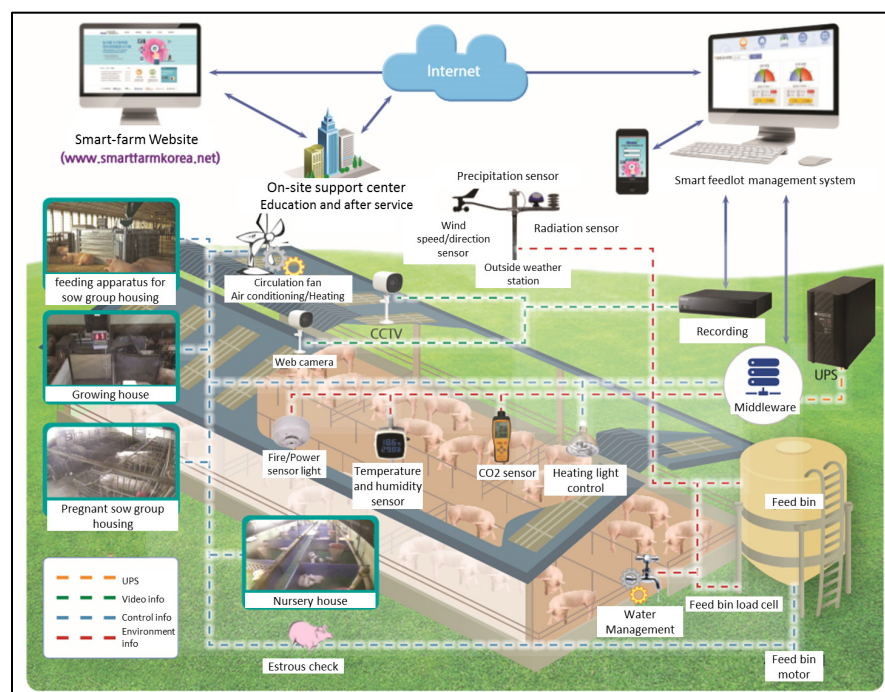 Internet
Smart-farm Website
(www.smartfarmkorea.net)
On-site support center
Education and after service
Smart feedlot management system
Precipitation sensor
Wind
speed/direction
sensor
Radiation sensor
Outside weather
station
feeding apparatus for
sow group housing
Circulation fan
Air conditioning/Heating
CCTV
Web camera
Recording
UPS
Middleware
Growing house
Fire/Power
sensor light
Temperature
and humidity
sensor
CO2 sensor
Heating light
control
Feed bin
Pregnant sow group
housing
Nursery house
Water
Management
Feed bin load cell
Feed bin
motor
Estrous check
UPS
Video info
Control info
Environment
info